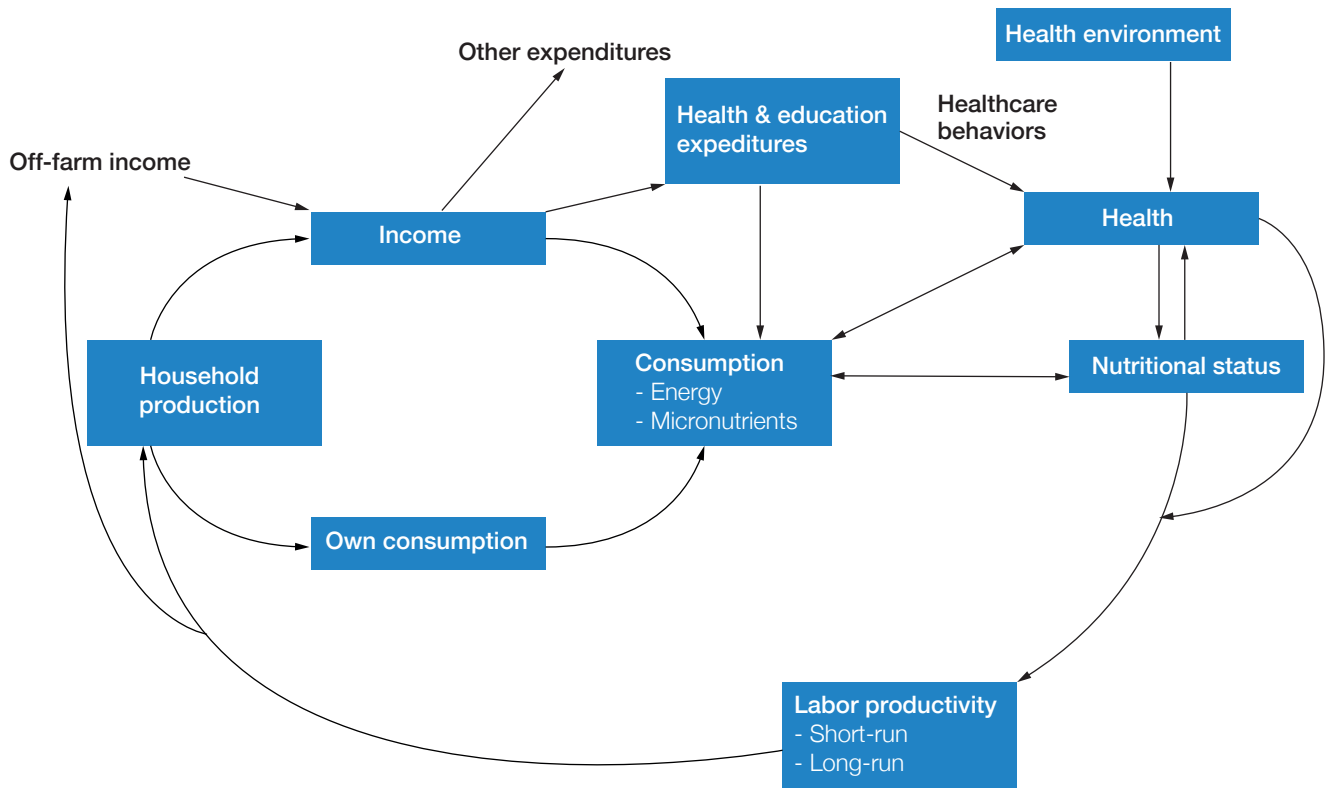 Health environment
Other expenditures
Health & education
expeditures
Healthcare
behaviors
Off-farm income
Income
Health
Household
production
Consumption
- Energy
- Micronutrients
Nutritional status
Own consumption
Labor productivity
- Short-run
- Long-run